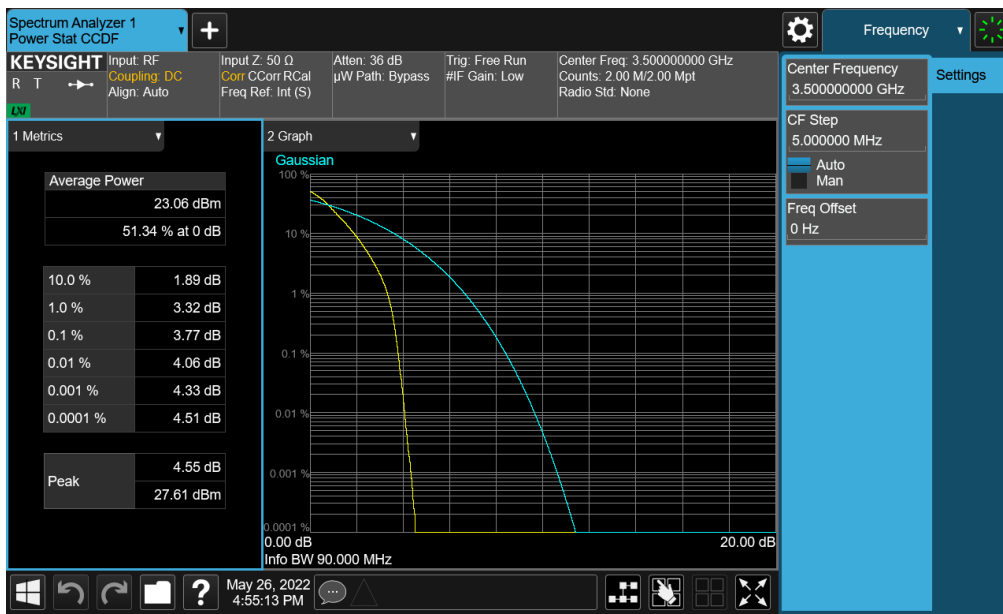 Spectrum Analyzer 1
Power Stat CCDF
+
Frequency
KEYSIGHT
R T
LXI
Input: RF
Coupling: DC
Align: Auto
Input Z: 50 Ω
Corr CCorr RCal
Freq Ref: Int (S)
Atten: 36 dB
µW Path: Bypass
Trig: Free Run
#IF Gain: Low
Center Freq: 3.500000000 GHz
Counts: 2.00 M/2.00 Mpt
Radio Std: None
Center Frequency
3.500000000 GHz
Settings
CF Step
5.000000 MHz
Auto
Man
Freq Offset
0 Hz
1 Metrics
Average Power
23.06 dBm
51.34 % at 0 dB
10.0 % 1.89 dB
1.0 % 3.32 dB
0.1 % 3.77 dB
0.01 % 4.06 dB
0.001 % 4.33 dB
0.0001 % 4.51 dB
Peak
4.55 dB
27.61 dBm
2 Graph
Gaussian
100 %
10 %
1 %
0.1 %
0.01 %
0.001 %
0.0001 %
0.00 dB 20.00 dB
Info BW 90.000 MHz
?
May 26, 2022
4:55:13 PM